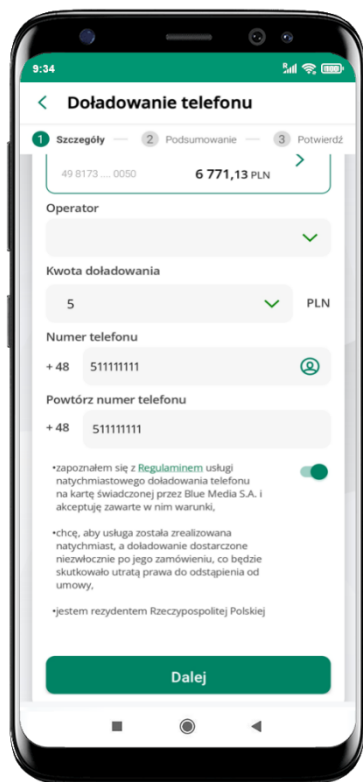 9:34
Doładowanie telefonu
1 Szczegóły
2 Podsumowanie
3 Potwierdź
49 8173 .... 0050
6 771,13 PLN
Operator
Kwota doładowania
5
PLN
Numer telefonu
+ 48 511111111
Powtórz numer telefonu
+ 48 511111111
•zapoznałem się z Regulaminem usługi
natychmiastowego doładowania telefonu
na kartę świadczonej przez Blue Media S.A. i
akceptuję zawarte w nim warunki,
•chcę, aby usługa została zrealizowana
natychmiast, a doładowanie dostarczone
niezwłocznie po jego zamówieniu, co będzie
skutkowało utratą prawa do odstąpienia od
umowy,
•jestem rezydentem Rzeczypospolitej Polskiej
Dalej